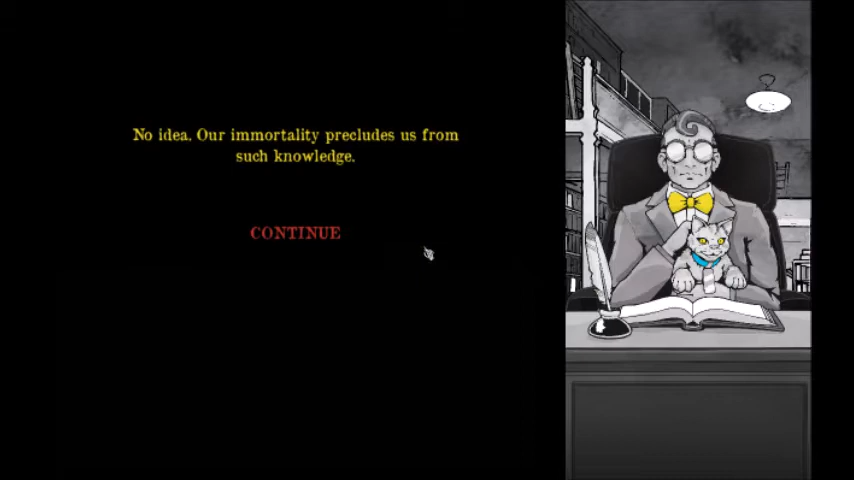 No idea. Our immortality precludes us from
such knowledge.
CONTINUE